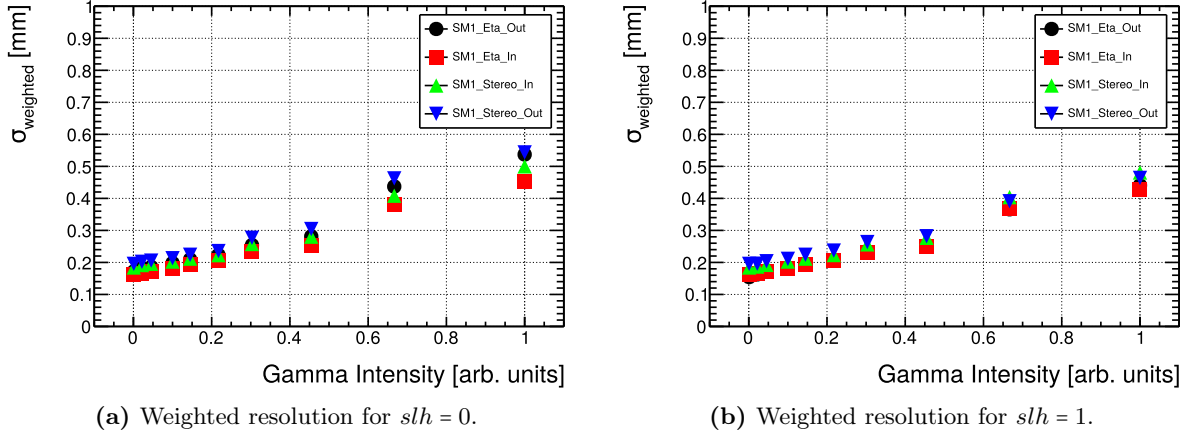 σweighted [mm]
1
0.9
0.8
0.7
0.6
0.5
0.4
0.3
0.2
0.1
0
SM1_Eta_Out
SM1_Eta_In
SM1_Stereo_In
SM1_Stereo_Out
0 0.2 0.4 0.6 0.8 1
Gamma Intensity [arb. units]
(a) Weighted resolution for slh = 0.
σweighted [mm]
1
0.9
0.8
0.7
0.6
0.5
0.4
0.3
0.2
0.1
0
SM1_Eta_Out
SM1_Eta_In
SM1_Stereo_In
SM1_Stereo_Out
0 0.2 0.4 0.6 0.8 1
Gamma Intensity [arb. units]
(b) Weighted resolution for slh = 1.